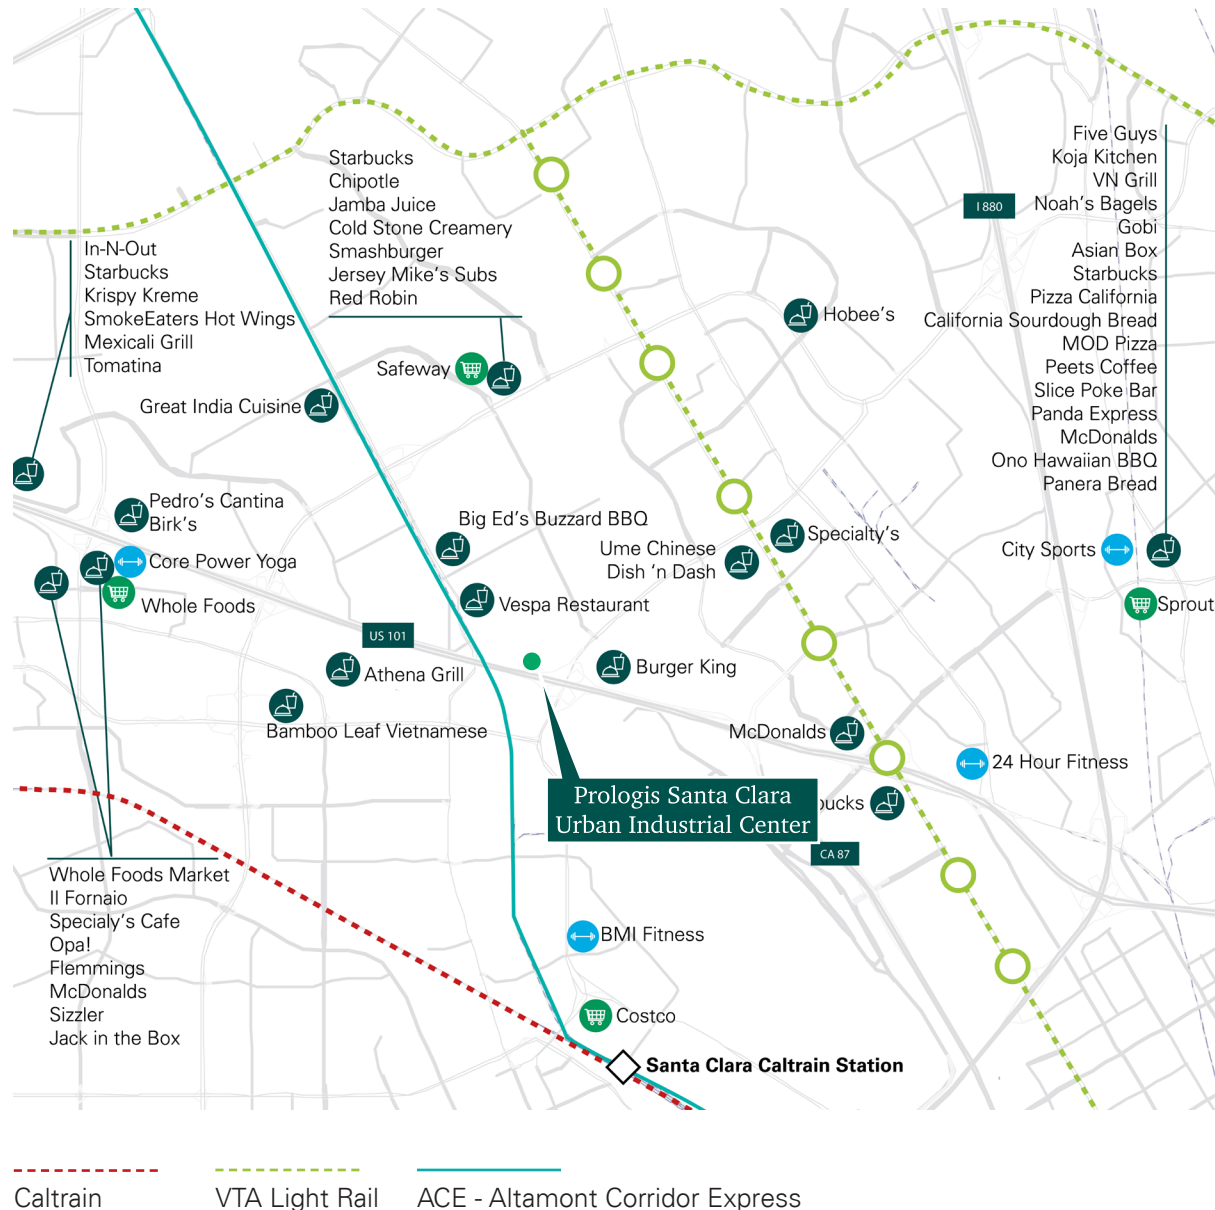 Five Guys
Koja Kitchen
VN Grill
Noah's Bagels
Gobi
Asian Box
Starbucks
Pizza California
California Sourdough Bread
MOD Pizza
Peets Coffee
Slice Poke Bar
Panda Express
McDonalds
Ono Hawaiian BBQ
Panera Bread
I 880
Starbucks
Chipotle
Jamba Juice
Cold Stone Creamery
Smashburger
Jersey Mike's Subs
Red Robin
In-N-Out
Starbucks
Krispy Kreme
SmokeEaters Hot Wings
Mexicali Grill
Tomatina
Hobee's
Safeway
Great India Cuisine
Pedro's Cantina
Birk's
Big Ed's Buzzard BBQ
Specialty's
Ume Chinese
Dish 'n Dash
City Sports
Core Power Yoga
Whole Foods
Vespa Restaurant
Sprout
US 101
Athena Grill
Burger King
Bamboo Leaf Vietnamese
McDonalds
24 Hour Fitness
Prologis Santa Clara
Urban Industrial Center
bucks
CA 87
Whole Foods Market
Il Fornaio
Specialy's Cafe
Opa!
Flemmings
McDonalds
Sizzler
Jack in the Box
BMI Fitness
Costco
Santa Clara Caltrain Station
Caltrain
VTA Light Rail
ACE - Altamont Corridor Express